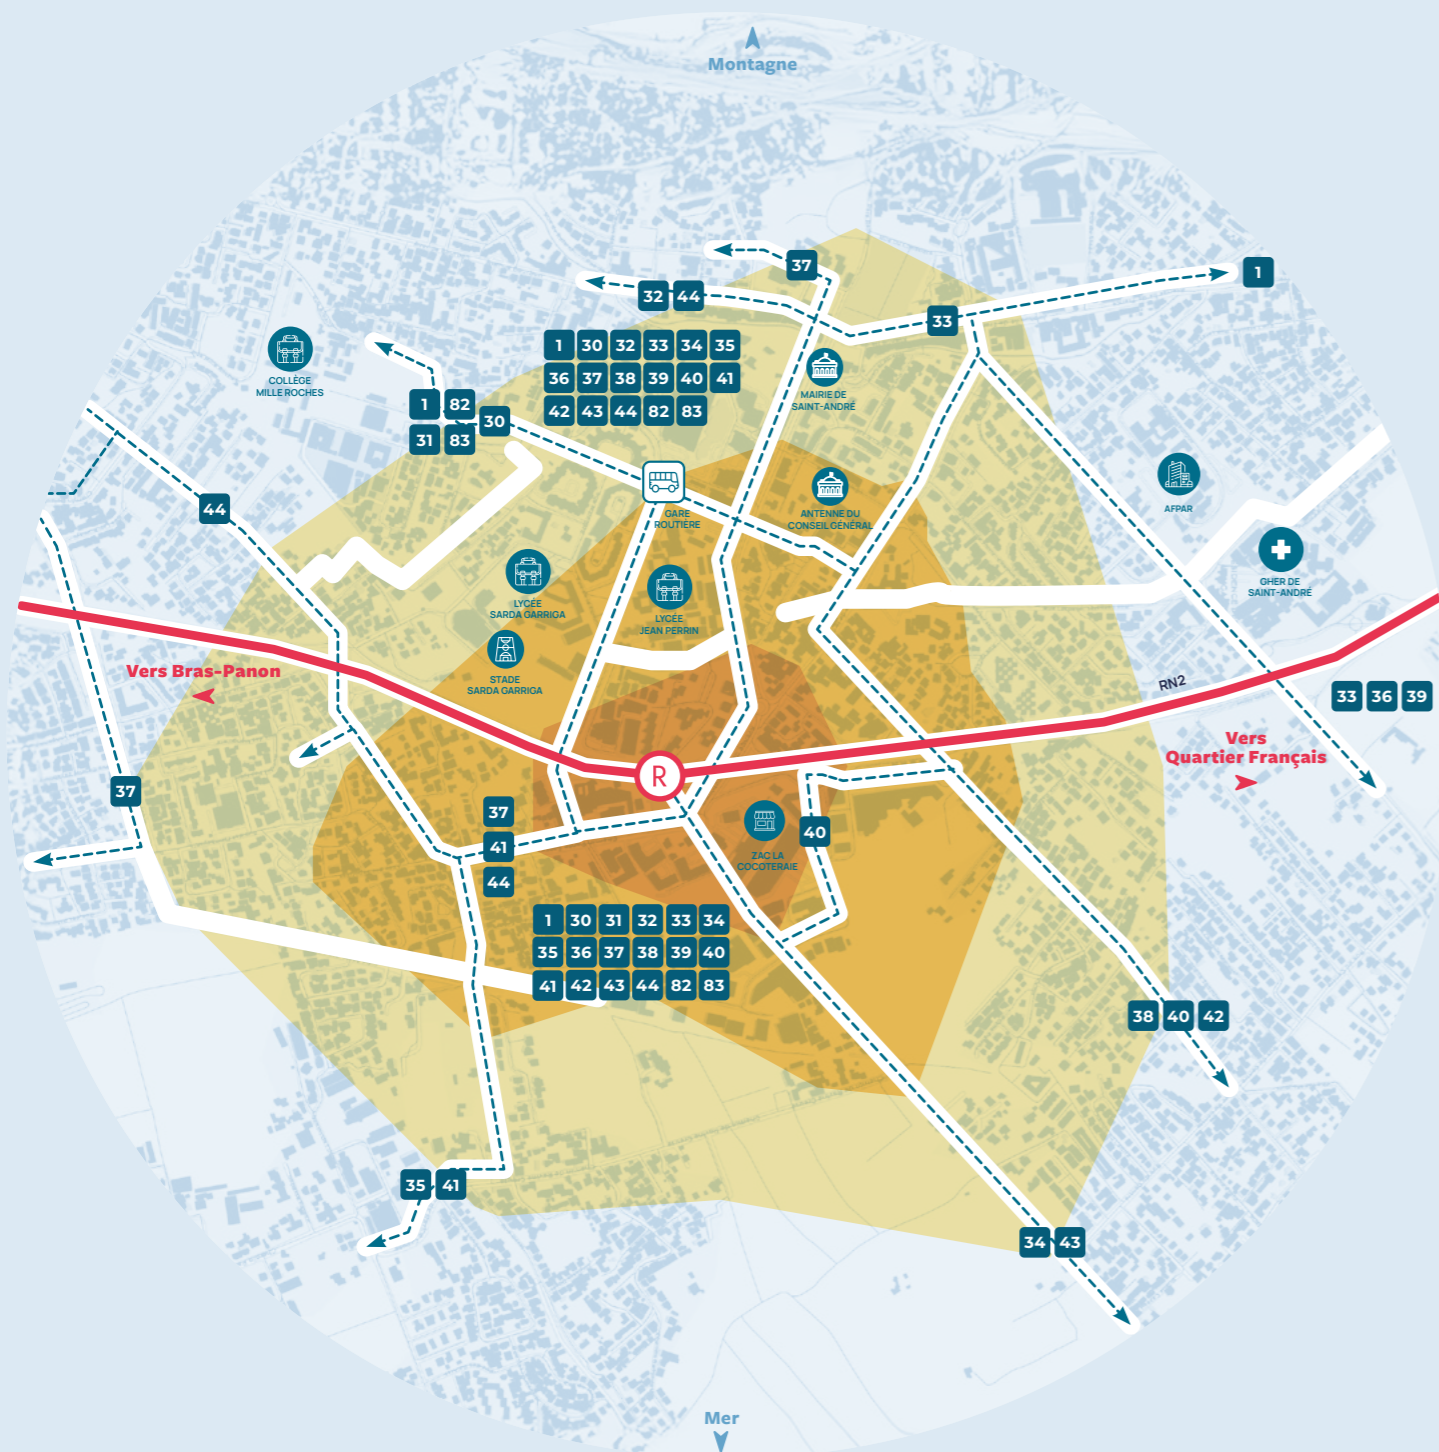 Montagne
37
1
32 44
33
1 30 32 33 34 35
36 37 38 39 40 41
42 43 44 82 83
COLLÈGE
MILLE ROCHES
MAIRIE DE
SAINT-ANDRÉ
1 82
30
31 83
44
GARE
ROUTIÈRE
ANTENNE DU
CONSEIL GÉNÉRAL
AFPAR
GHER DE
SAINT-ANDRÉ
LYCÉE
SARDA GARRIGA
LYCÉE
JEAN PERRIN
STADE
SARDA GARRIGA
Vers Bras-Panon
RN2
33 36 39
Vers
Quartier Français
R
37
37
41
44
40
ZAC LA
COCOTERAIE
1 30 31 32 33 34
35 36 37 38 39 40
41 42 43 44 82 83
38 40 42
35 41
34 43
Mer